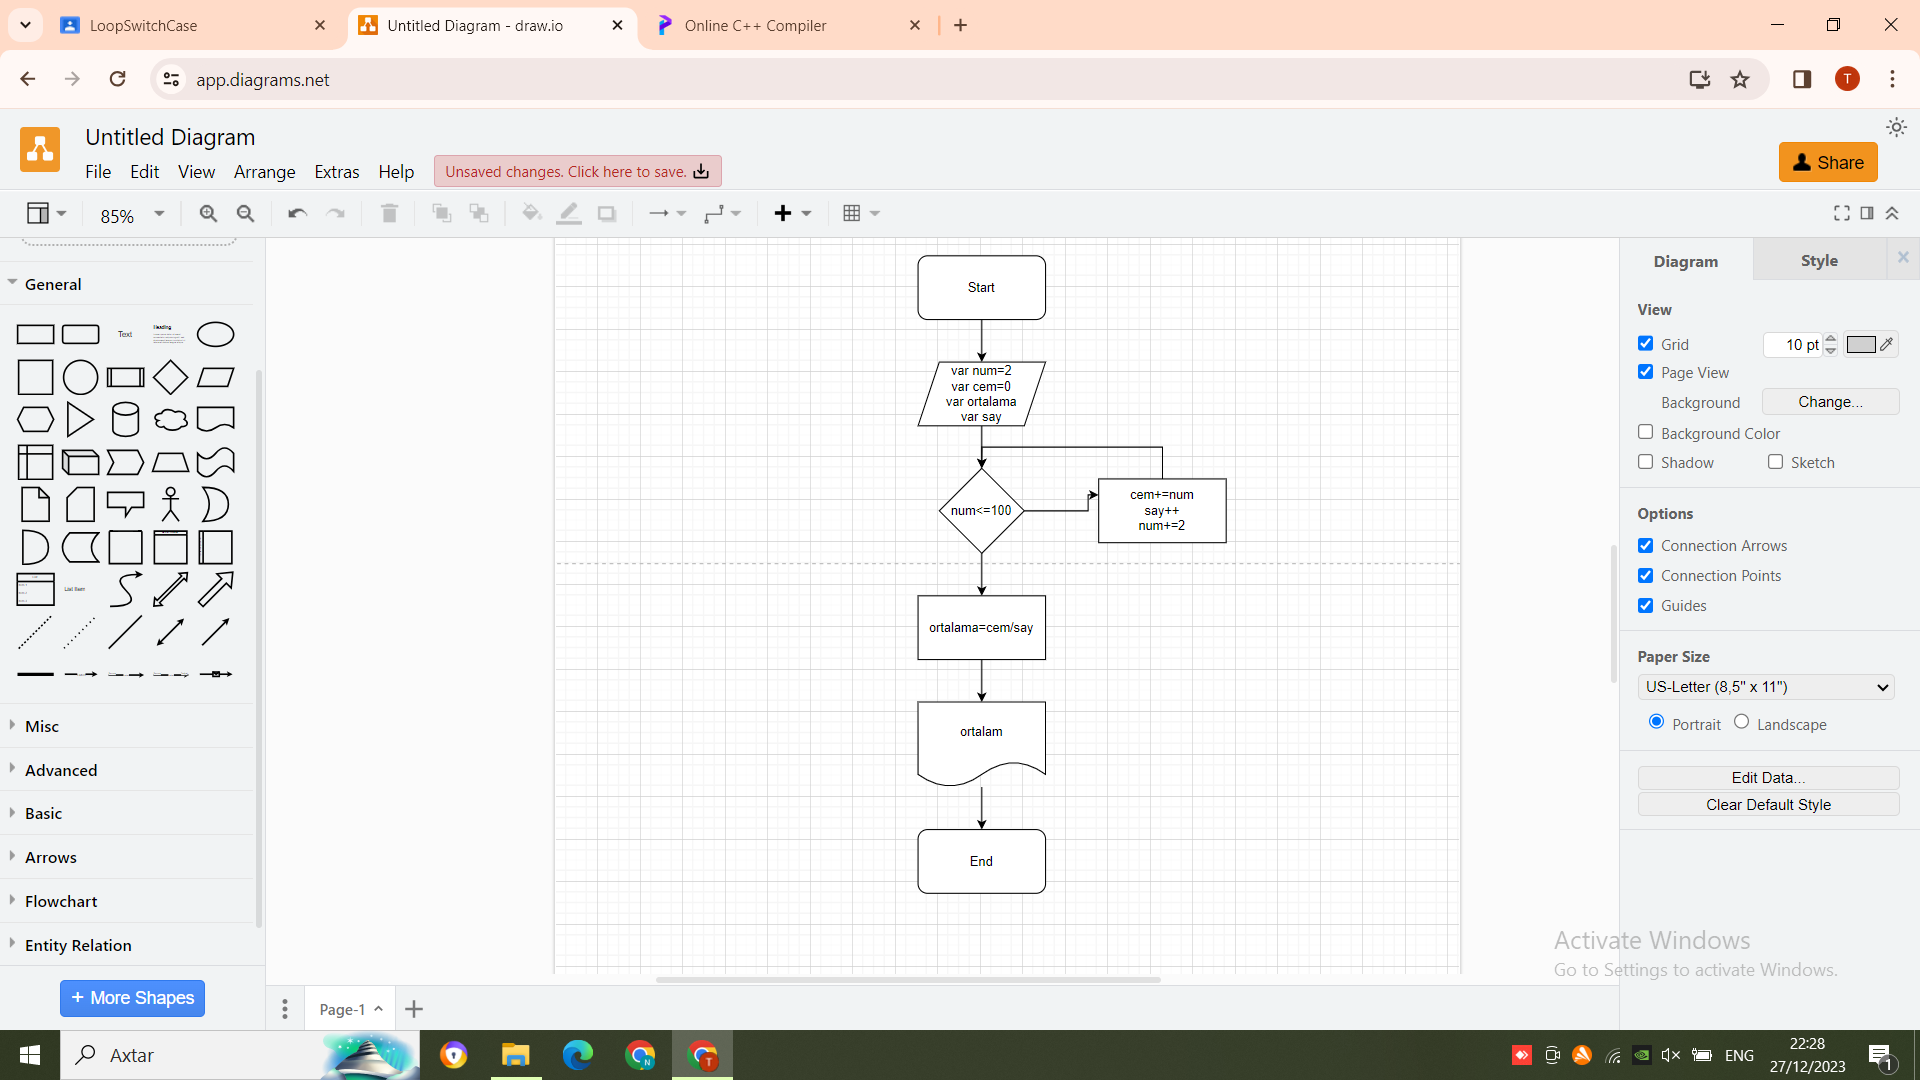 LoopSwitchCase
Untitled Diagram - draw.io
Online C++ Compiler
app.diagrams.net
T
Untitled Diagram
File Edit View Arrange Extras Help
Unsaved changes. Click here to save.
Share
85%
General
Text
Heading
List Item
Misc
Advanced
Basic
Arrows
Flowchart
Entity Relation
+ More Shapes
Start
var num=2
var cem=0
var ortalama
var say
num<=100
cem+=num
say++
num+=2
ortalama=cem/say
ortalam
End
Page-1
Diagram
Style
View
Grid
10 pt
Page View
Background
Change...
Background Color
Shadow
Sketch
Options
Connection Arrows
Connection Points
Guides
Paper Size
US-Letter (8,5" x 11")
Portrait
Landscape
Edit Data...
Clear Default Style
Activate Windows
Go to Settings to activate Windows.
Axtar
N
T
ENG
22:28
27/12/2023
1